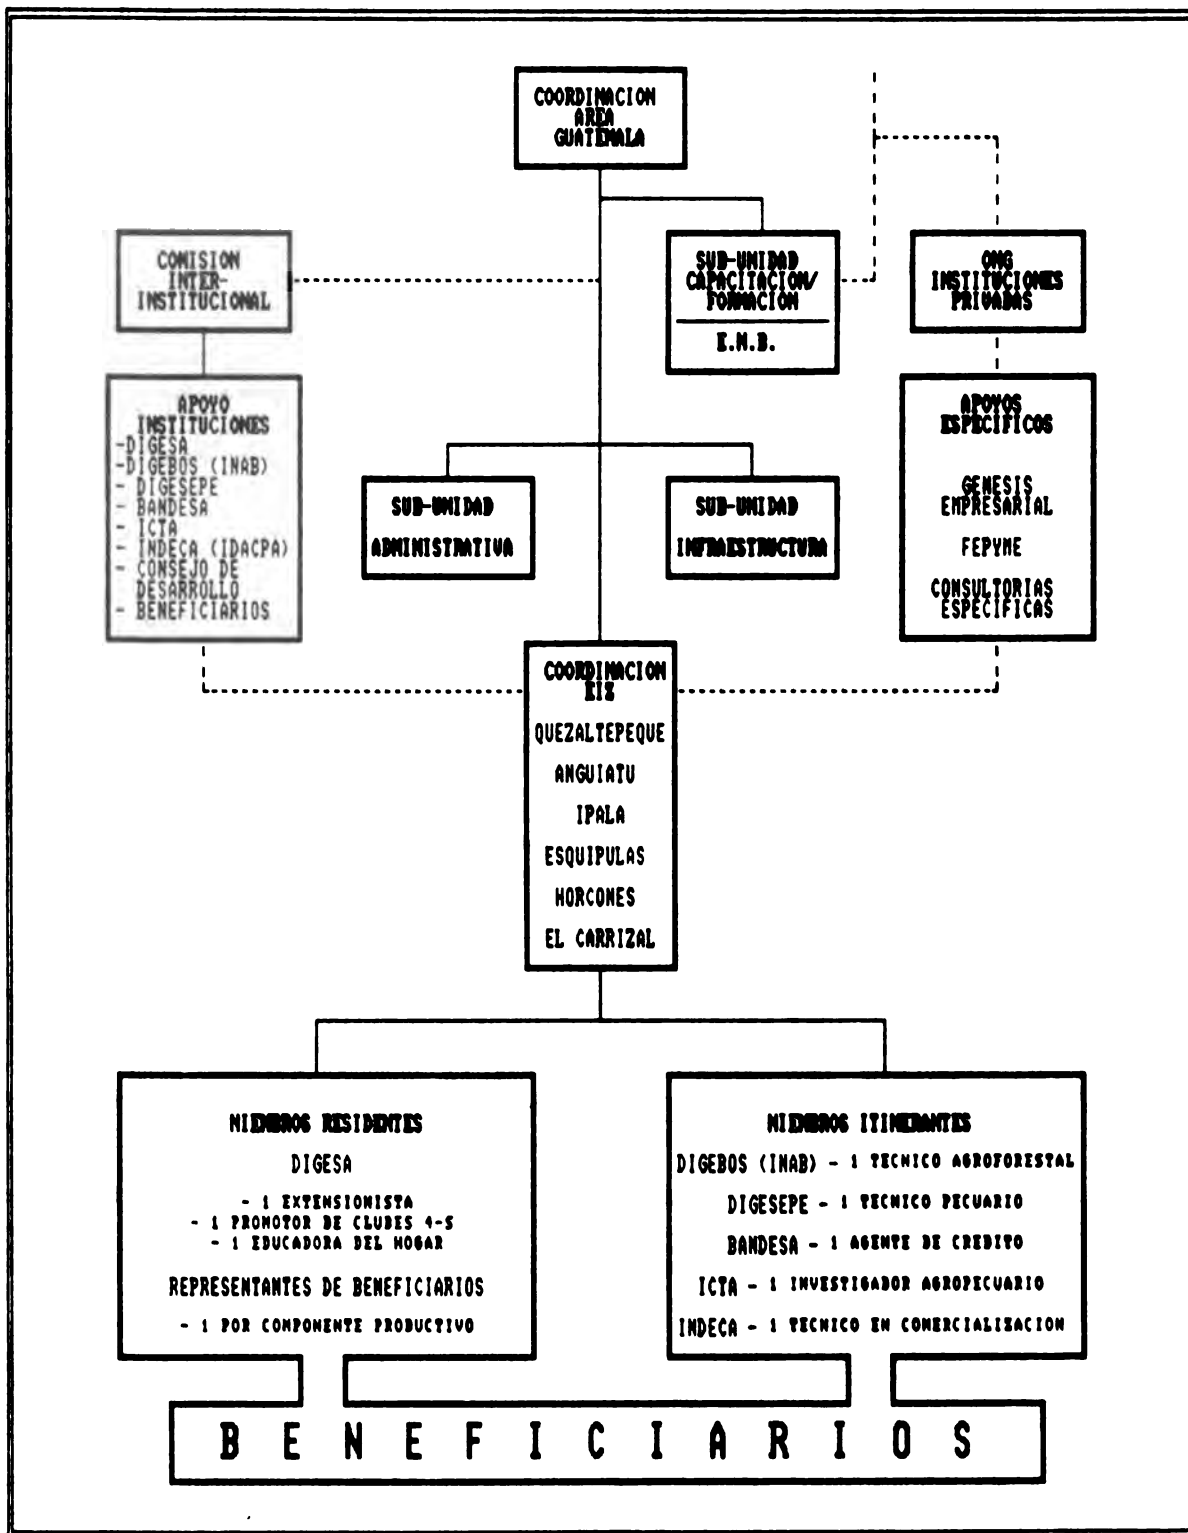 COORDINACION
AREA
GUATEMALA
COMISION
INTER-
INSTITUCIONAL
SUB-UNIDAD
CAPACITACION/
FORMACION
E.N.B.
ONG
INSTITUCIONES
PRIVADAS
APOYO
INSTITUCIONES
-DIGESA
-DIGEBOS (INAB)
- DIGESEPE
- BANDESA
- ICTA
- INDECA (IDACPA)
- CONSEJO DE
DESARROLLO
- BENEFICIARIOS
SUB-UNIDAD
ADMINISTRATIVA
SUB-UNIDAD
INFRAESTRUCTURA
APOYOS
ESPECIFICOS
GENESIS
EMPRESARIAL
FEPYME
CONSULTORIAS
ESPECIFICAS
COORDINACION
EIZ
QUEZALTEPEQUE
ANGUIATU
IPALA
ESQUIPULAS
HORCONES
EL CARRIZAL
MIEMBROS RESIDENTES
DIGESA
- 1 EXTENSIONISTA
- 1 PROMOTOR DE CLUBES 4-S
- 1 EDUCADORA DEL HOGAR
REPRESENTANTES DE BENEFICIARIOS
- 1 POR COMPONENTE PRODUCTIVO
MIEMBROS ITINERANTES
DIGEBOS (INAB) - 1 TECNICO AGROFORESTAL
DIGESEPE - 1 TECNICO PECUARIO
BANDESA - 1 AGENTE DE CREDITO
ICTA - 1 INVESTIGADOR AGROPECUARIO
INDECA - 1 TECNICO EN COMERCIALIZACION
BENEFICIARIOS